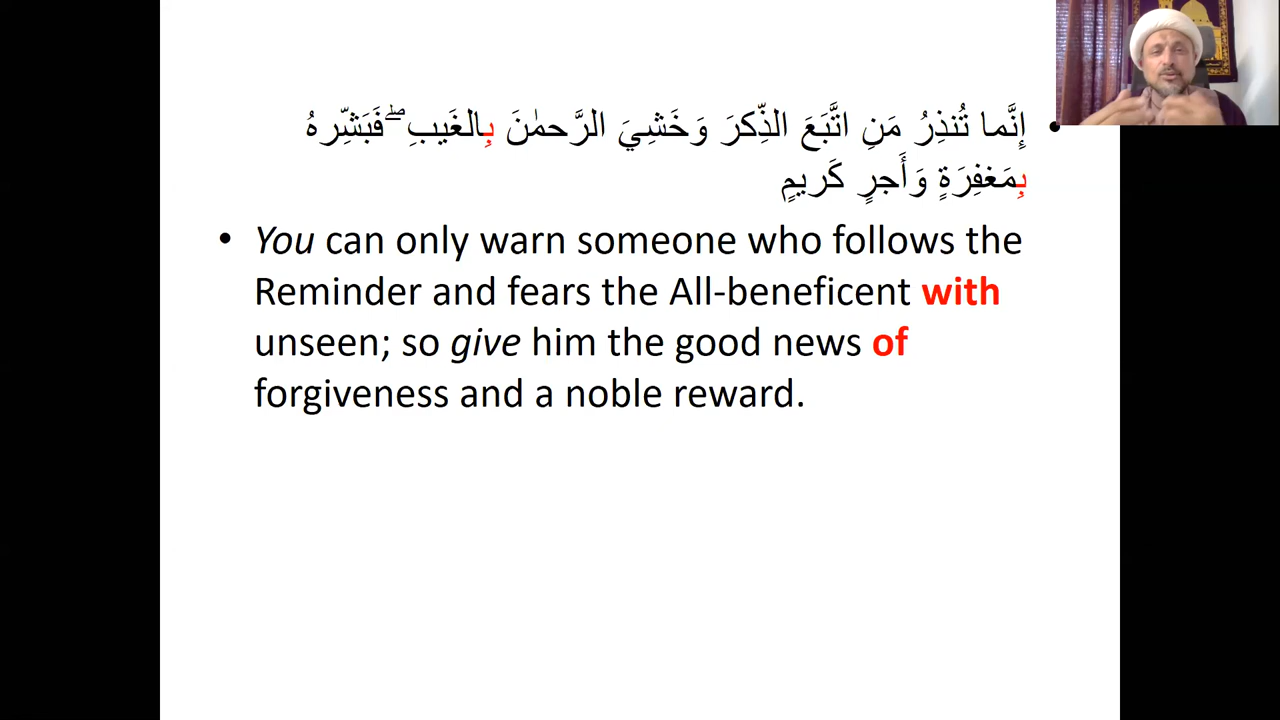 • إِنَّما تُنذِرُ مَنِ اتَّبَعَ الذِّكرَ وَخَشِيَ الرَّحمٰنَ بِالغَيبِ ۖ فَبَشِّرهُ
بِمَغفِرَةٍ وَأَجرٍ كَريمٍ
• You can only warn someone who follows the
Reminder and fears the All-beneficent with
unseen; so give him the good news of
forgiveness and a noble reward.